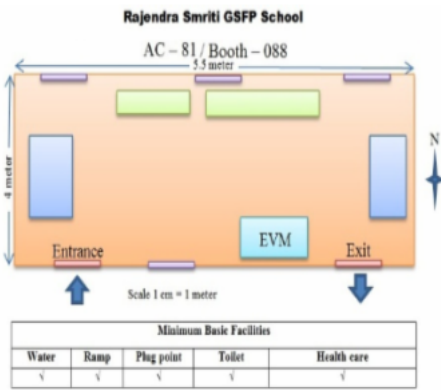 Rajendra Smriti GSFP School
AC – 81 / Booth – 088
5.5 meter
4 meter
N
EVM
Entrance
Exit
Scale 1 cm = 1 meter
Minimum Basic Facilities
Water Ramp Plug point Toilet Health care
√ √ √ √ √